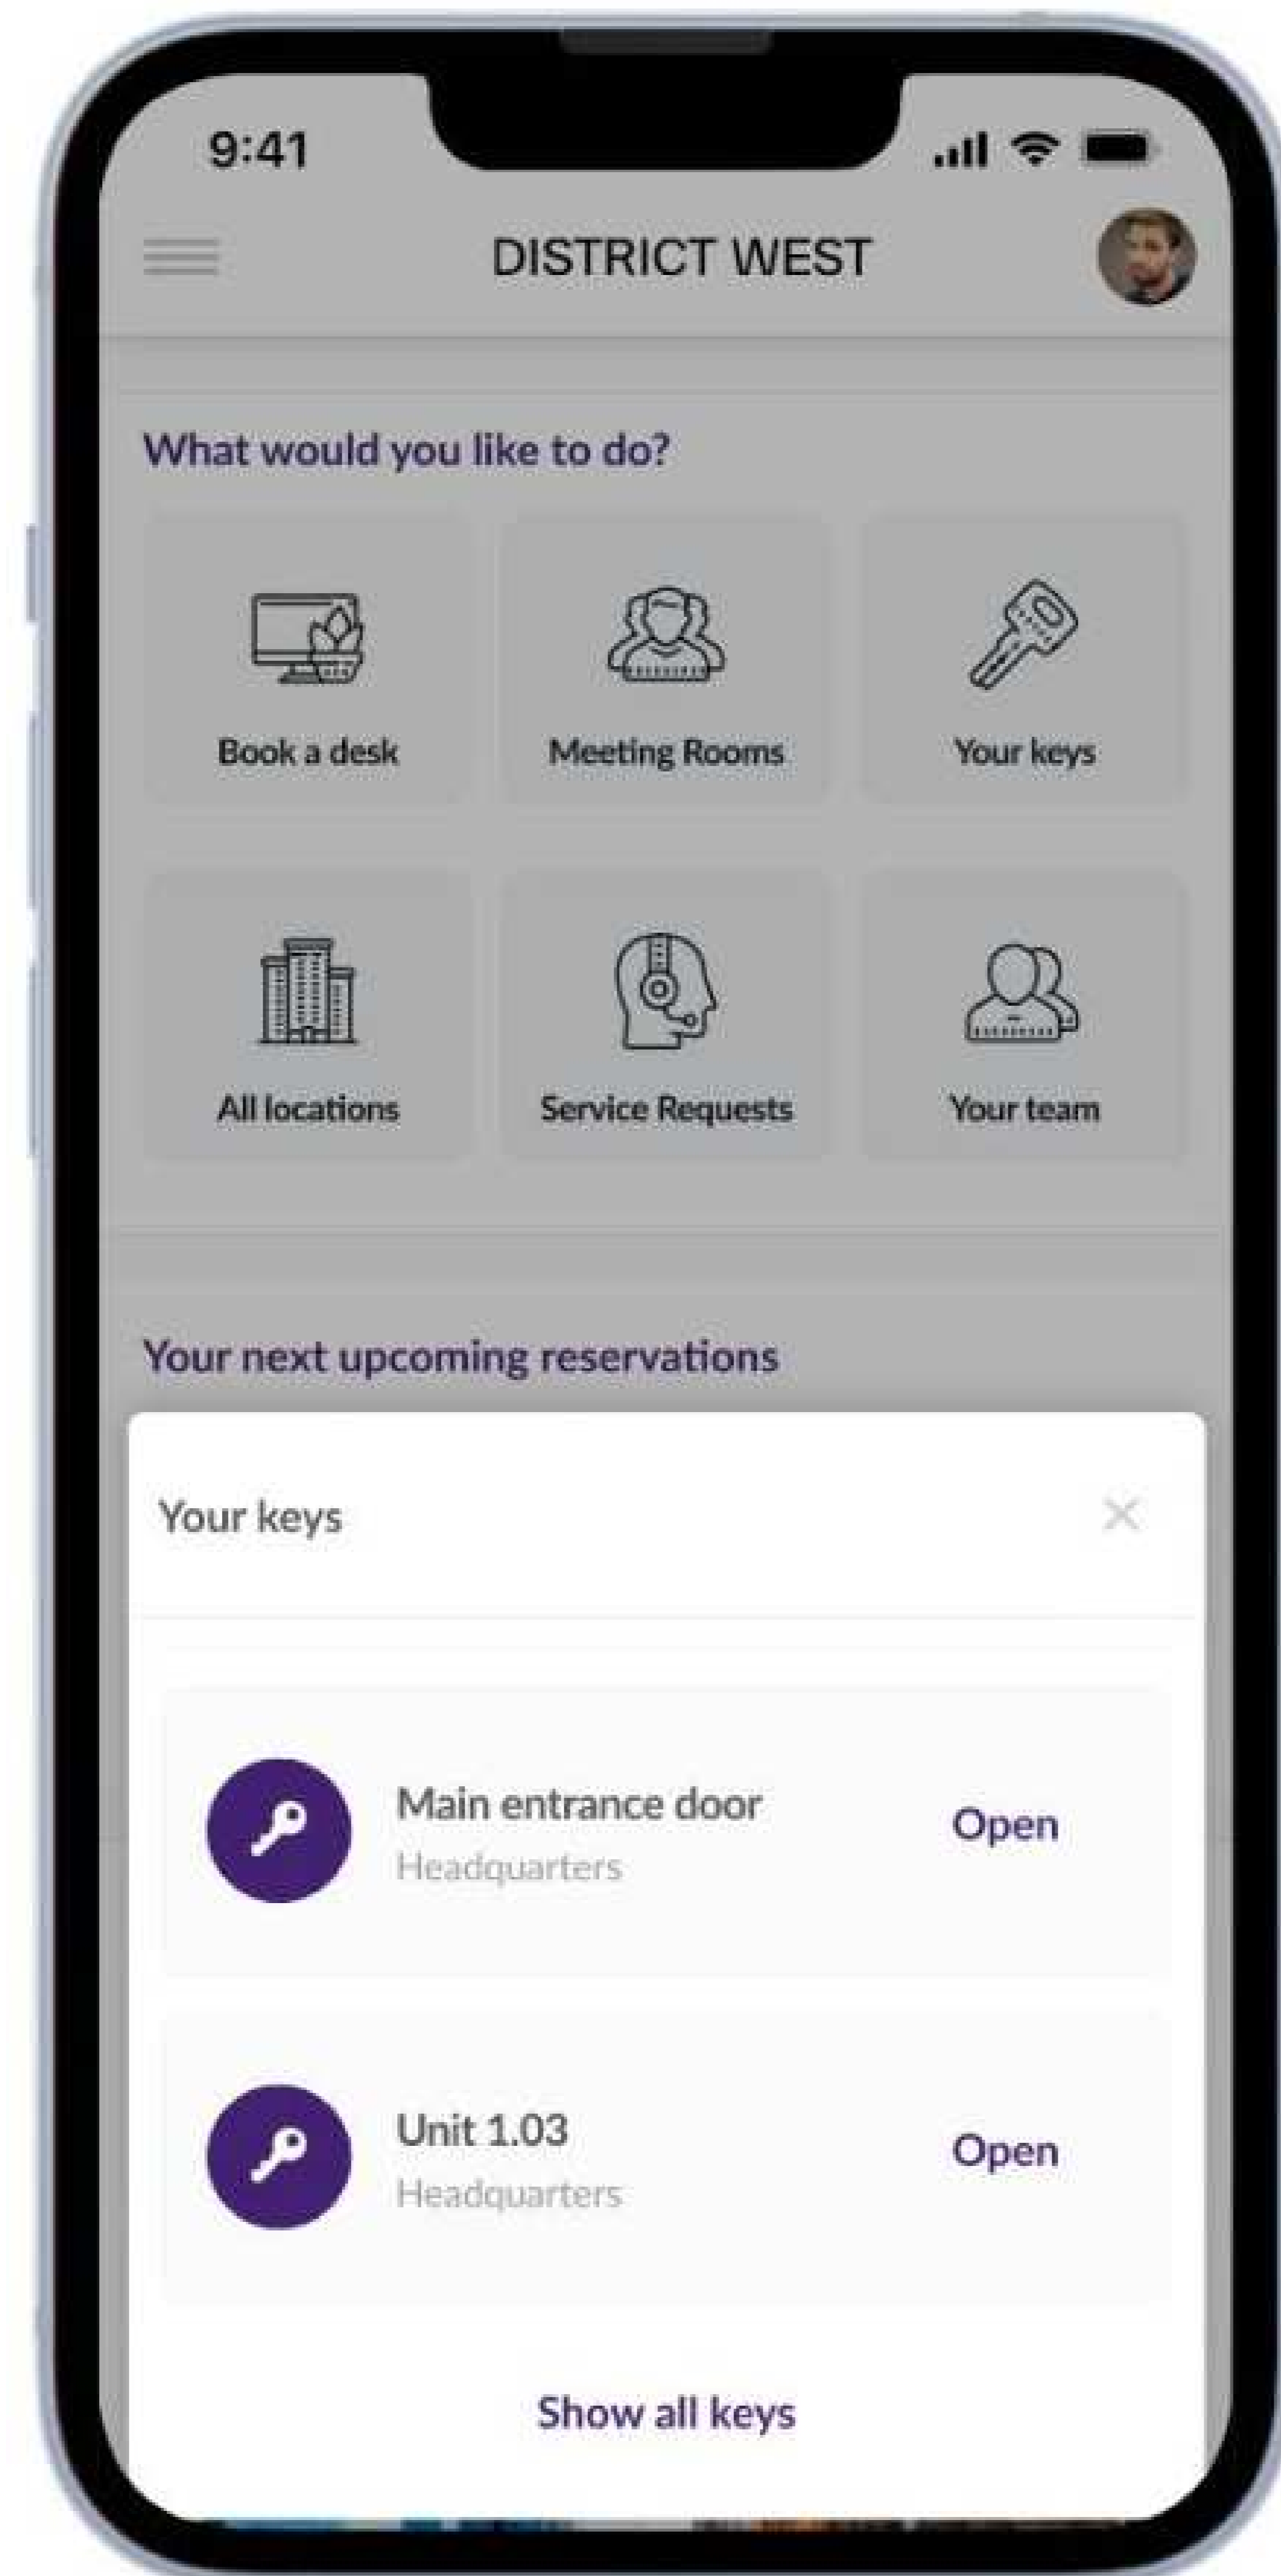 9:41
DISTRICT WEST
What would you like to do?
Book a desk
Meeting Rooms
Your keys
All locations
Service Requests
Your team
Your next upcoming reservations
Your keys
Main entrance door
Headquarters
Open
Unit 1.03
Headquarters
Open
Show all keys